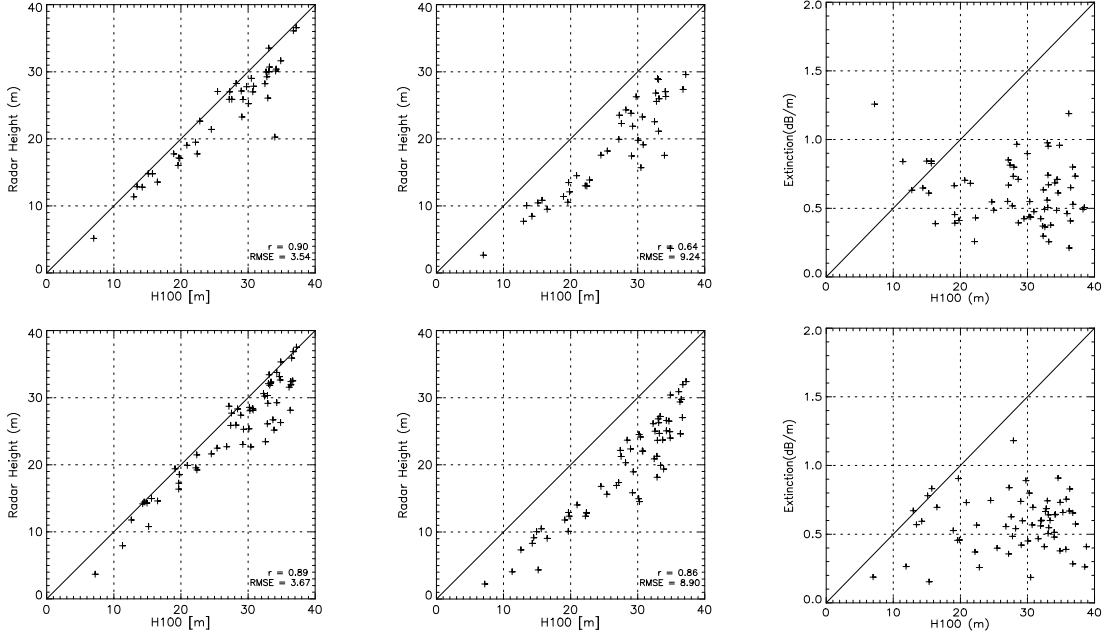 40
30
20
10
0
Radar Height (m)
r = 0.90
RMSE = 3.54
0 10 20 30 40
H100 [m]
40
30
20
10
0
Radar Height (m)
r = 0.64
RMSE = 9.24
0 10 20 30 40
H100 [m]
2.0
1.5
1.0
0.5
0.0
Extinction(dB/m)
0 10 20 30 40
H100 (m)
40
30
20
10
0
Radar Height (m)
r = 0.89
RMSE = 3.67
0 10 20 30 40
H100 [m]
40
30
20
10
0
Radar Height (m)
r = 0.86
RMSE = 8.90
0 10 20 30 40
H100 [m]
2.0
1.5
1.0
0.5
0.0
Extinction(dB/m)
0 10 20 30 40
H100 (m)